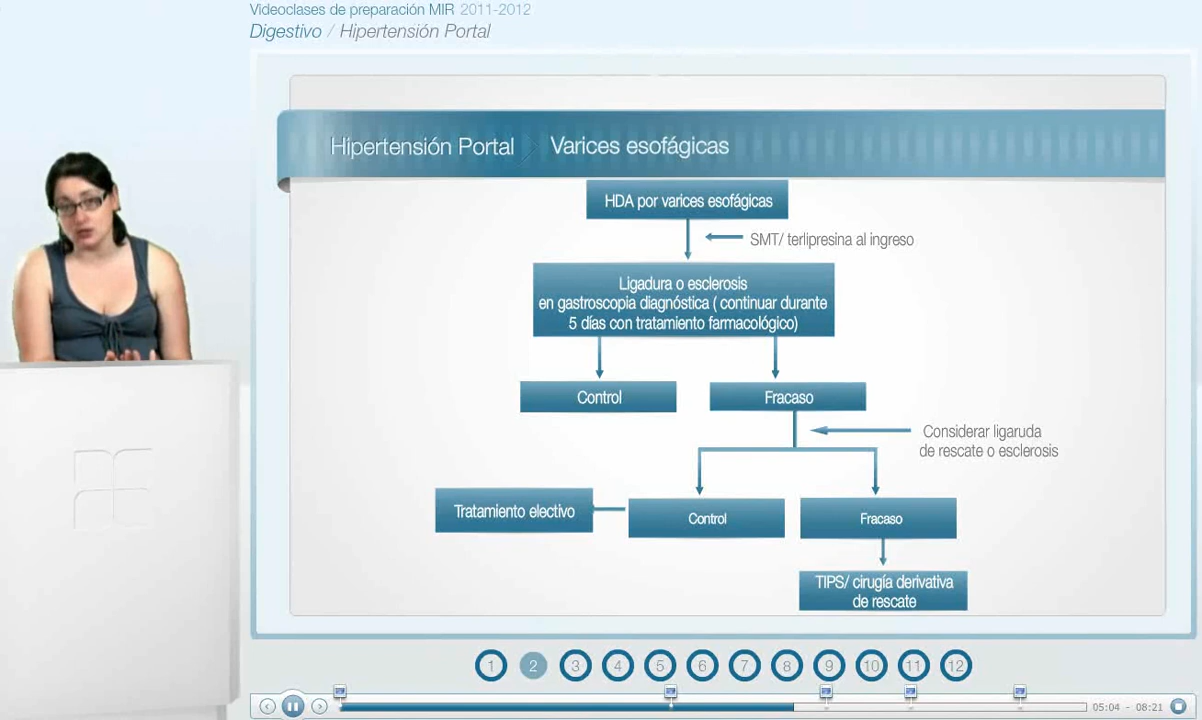 Videoclases de preparación MIR 2011-2012
Digestivo / Hipertensión Portal
Hipertensión Portal / Varices esofágicas
HDA por varices esofágicas
SMT/ terlipresina al ingreso
Ligadura o esclerosis
en gastroscopia diagnóstica ( continuar durante
5 días con tratamiento farmacológico)
Control
Fracaso
Considerar ligaruda
de rescate o esclerosis
Tratamiento electivo
Control
Fracaso
TIPS/ cirugía derivativa
de rescate
1 2 3 4 5 6 7 8 9 10 11 12
05:04 - 08:21